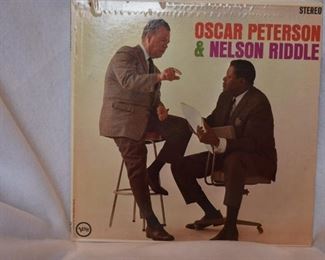 STEREO
OSCAR PETERSON
& NELSON RIDDLE
Verve